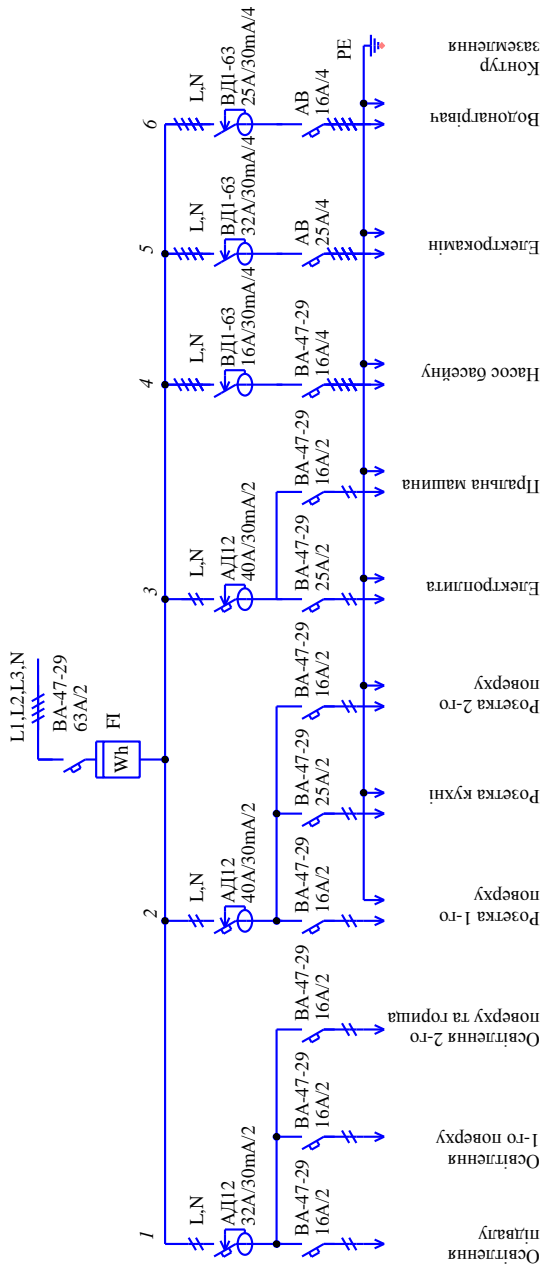 L1,L2,L3,N
ВА-47-29
63А/2
FI
Wh
1
L,N
АД12
32А/30mA/2
ВА-47-29
16А/2
ВА-47-29
16А/2
ВА-47-29
16А/2
2
L,N
АД12
40А/30mA/2
ВА-47-29
16А/2
ВА-47-29
25А/2
ВА-47-29
16А/2
3
L,N
АД12
40А/30mA/2
ВА-47-29
25А/2
ВА-47-29
16А/2
4
L,N
ВД1-63
16А/30mA/4
ВА-47-29
16А/4
5
L,N
ВД1-63
32А/30mA/4
АВ
25А/4
6
L,N
ВД1-63
25А/30mA/4
АВ
16А/4
PE
Освітлення
підвалу
Освітлення
1-го поверху
Освітлення 2-го
поверху та горища
Розетка 1-го
поверху
Розетка кухні
Розетка 2-го
поверху
Електроплита
Пральна машина
Насос басейну
Електрокамін
Водонагрівач
Контур
заземлення